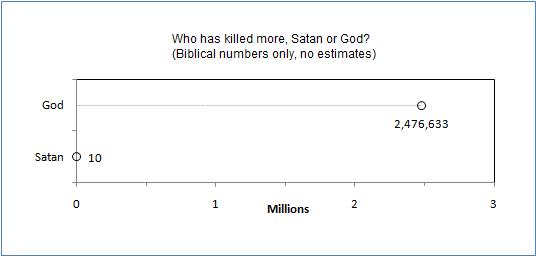 Who has killed more, Satan or God?
(Biblical numbers only, no estimates)
God
2,476,633
Satan
10
0
1
2
3
Millions